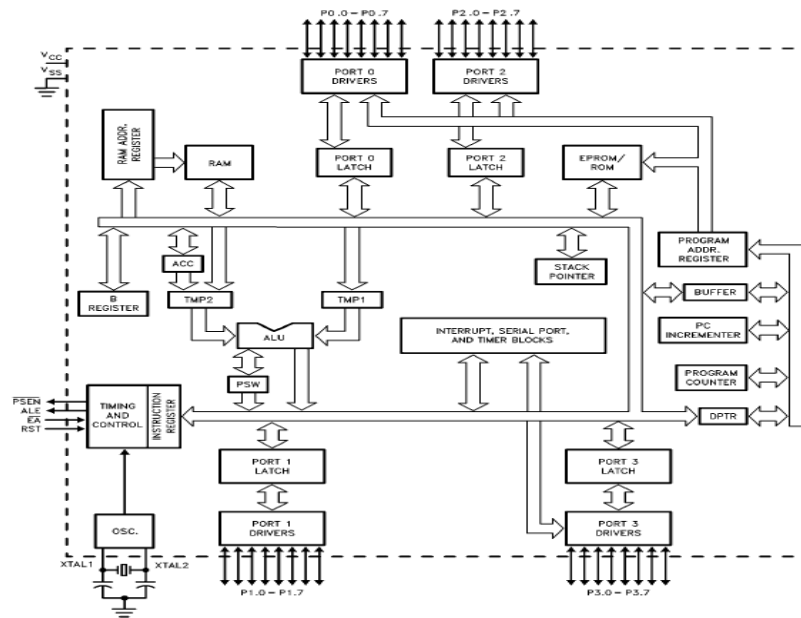 P0.0–P0.7
P2.0–P2.7
VCC
VSS
PORT 0
DRIVERS
PORT 2
DRIVERS
RAM ADDR.
REGISTER
RAM
PORT 0
LATCH
PORT 2
LATCH
EPROM/
ROM
B
REGISTER
ACC
TMP2
TMP1
ALU
PSW
STACK
POINTER
PROGRAM
ADDR.
REGISTER
BUFFER
PC
INCREMENTER
PROGRAM
COUNTER
DPTR
INTERRUPT, SERIAL PORT,
AND TIMER BLOCKS
PSEN
ALE
EA
RST
TIMING
AND
CONTROL
INSTRUCTION
REGISTER
PORT 1
LATCH
PORT 3
LATCH
OSC.
PORT 1
DRIVERS
PORT 3
DRIVERS
XTAL1
XTAL2
P1.0–P1.7
P3.0–P3.7